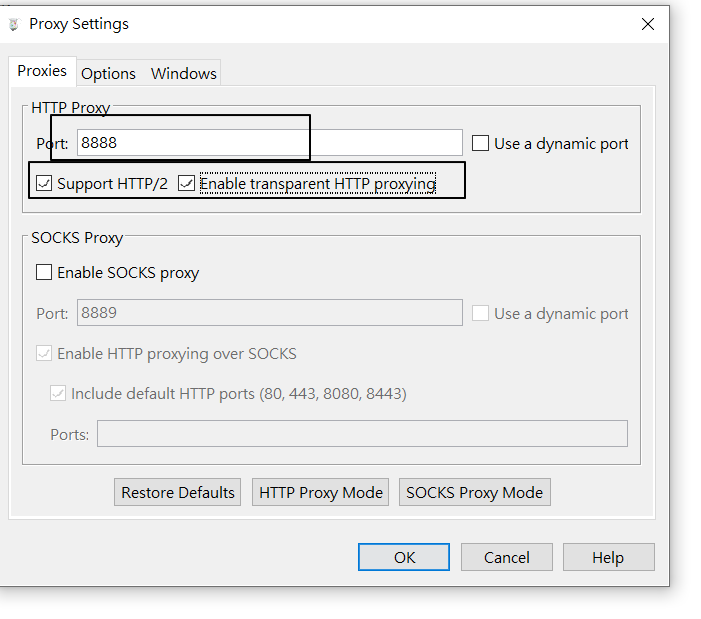 Proxy Settings
Proxies Options Windows
HTTP Proxy
Port: 8888 Use a dynamic port
Support HTTP/2 Enable transparent HTTP proxying
SOCKS Proxy
Enable SOCKS proxy
Port: 8889 Use a dynamic port
Enable HTTP proxying over SOCKS
Include default HTTP ports (80, 443, 8080, 8443)
Ports:
Restore Defaults HTTP Proxy Mode SOCKS Proxy Mode
OK Cancel Help